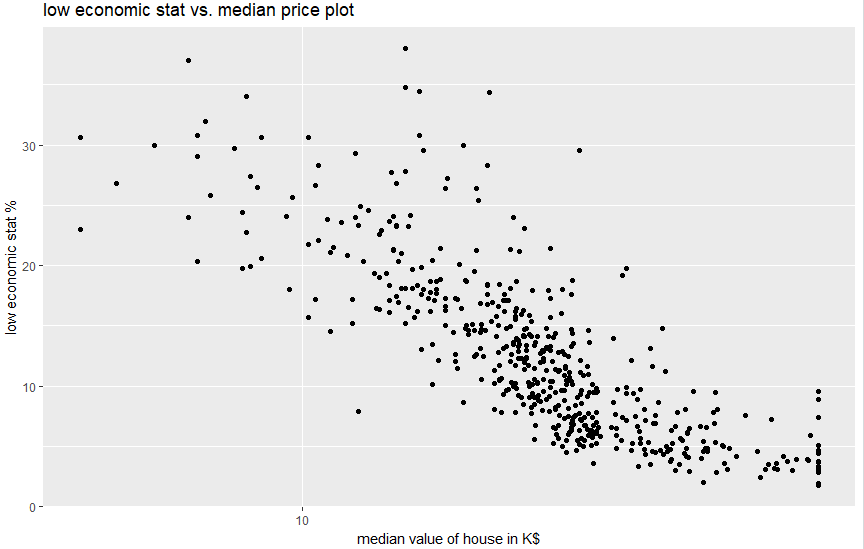 low economic stat vs. median price plot
low economic stat %
30
20
10
0
10
median value of house in K$